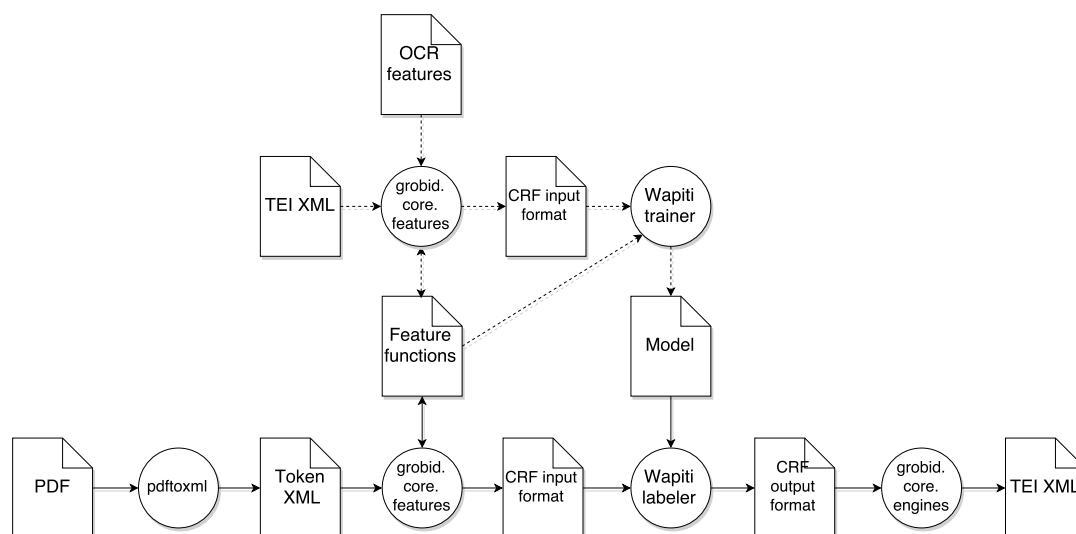 OCR
features
TEI XML
grobid.
core.
features
CRF input
format
Wapiti
trainer
Feature
functions
Model
PDF
pdftoxml
Token
XML
grobid.
core.
features
CRF input
format
Wapiti
labeler
CRF
output
format
grobid.
core.
engines
TEI XML